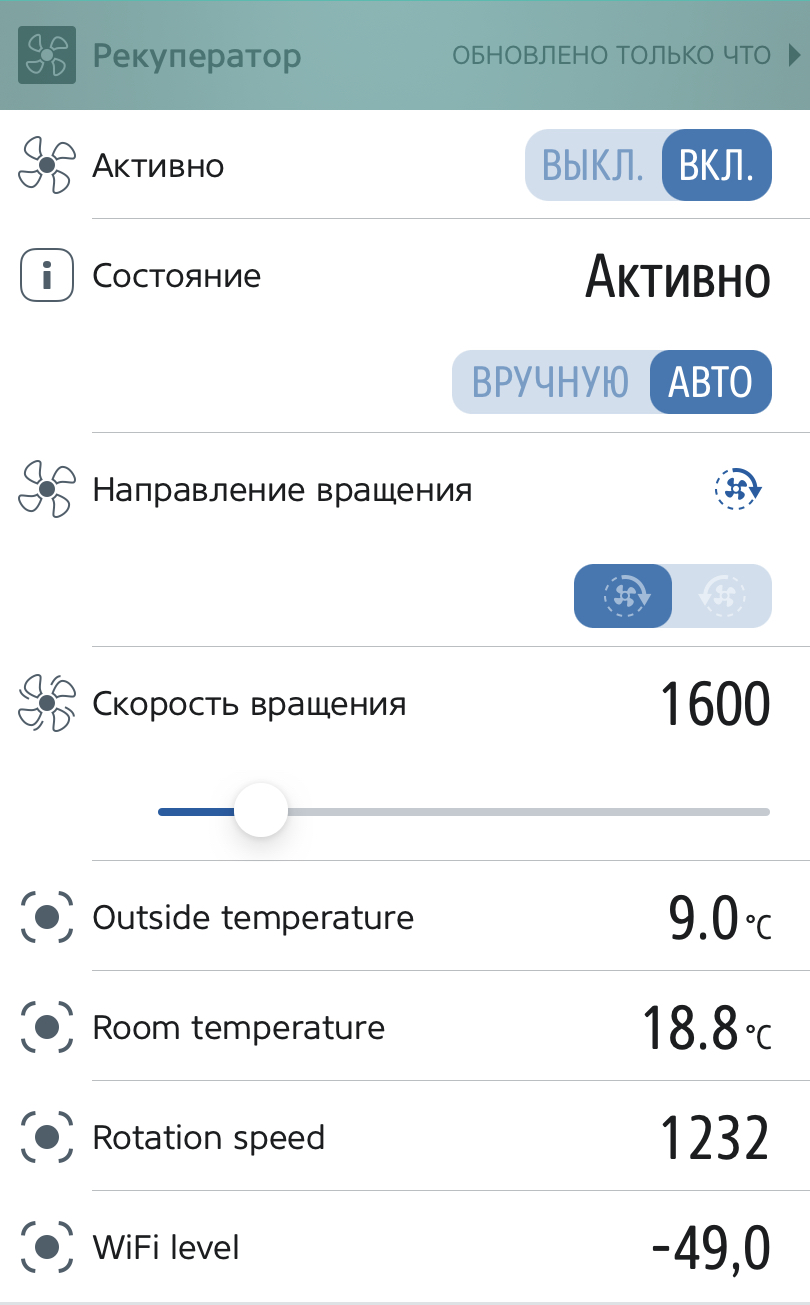 Рекуператор ОБНОВЛЕНО ТОЛЬКО ЧТО
Активно ВЫКЛ. ВКЛ.
Состояние Активно
ВРУЧНУЮ АВТО
Направление вращения
Скорость вращения 1600
Outside temperature 9.0 °C
Room temperature 18.8 °C
Rotation speed 1232
WiFi level -49,0